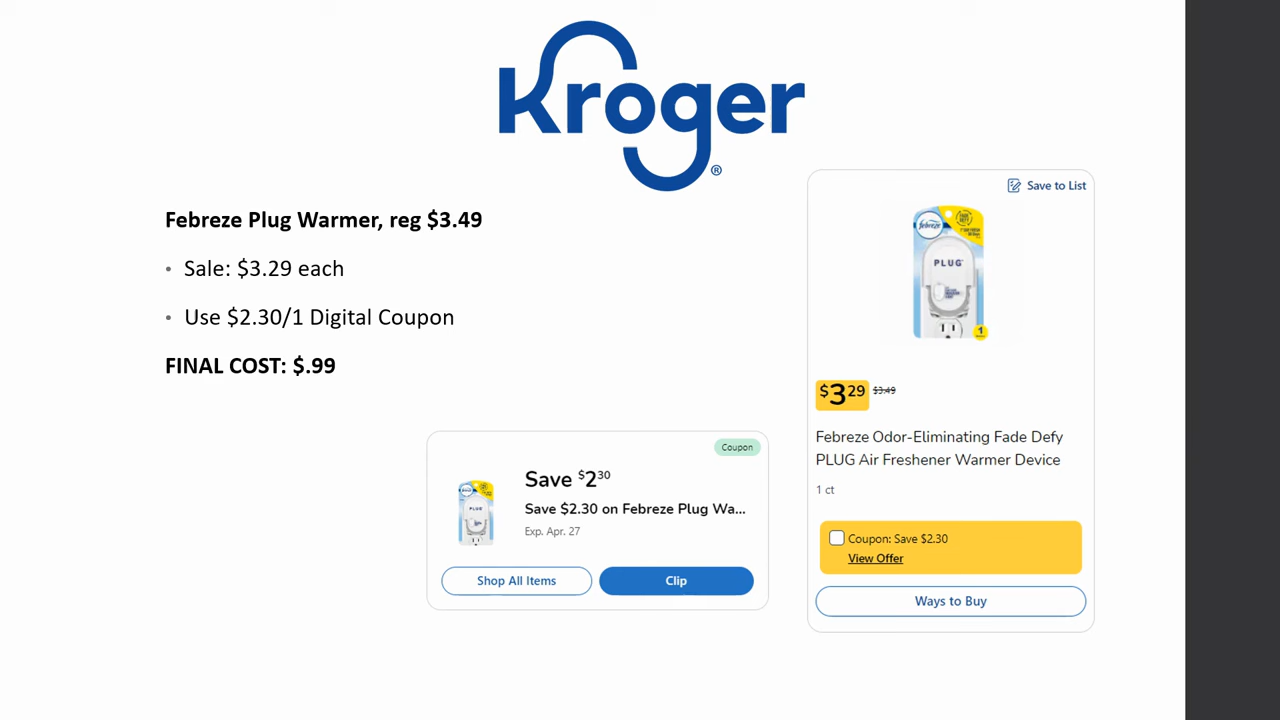 Kroger®
Febreze Plug Warmer, reg $3.49
• Sale: $3.29 each
• Use $2.30/1 Digital Coupon
FINAL COST: $.99
Coupon
Save $2 30
Save $2.30 on Febreze Plug Wa...
Exp. Apr. 27
Shop All Items
Clip
Save to List
febreze
PLUG
1
$3 29 $3.49
Febreze Odor-Eliminating Fade Defy
PLUG Air Freshener Warmer Device
1 ct
Coupon: Save $2.30
View Offer
Ways to Buy